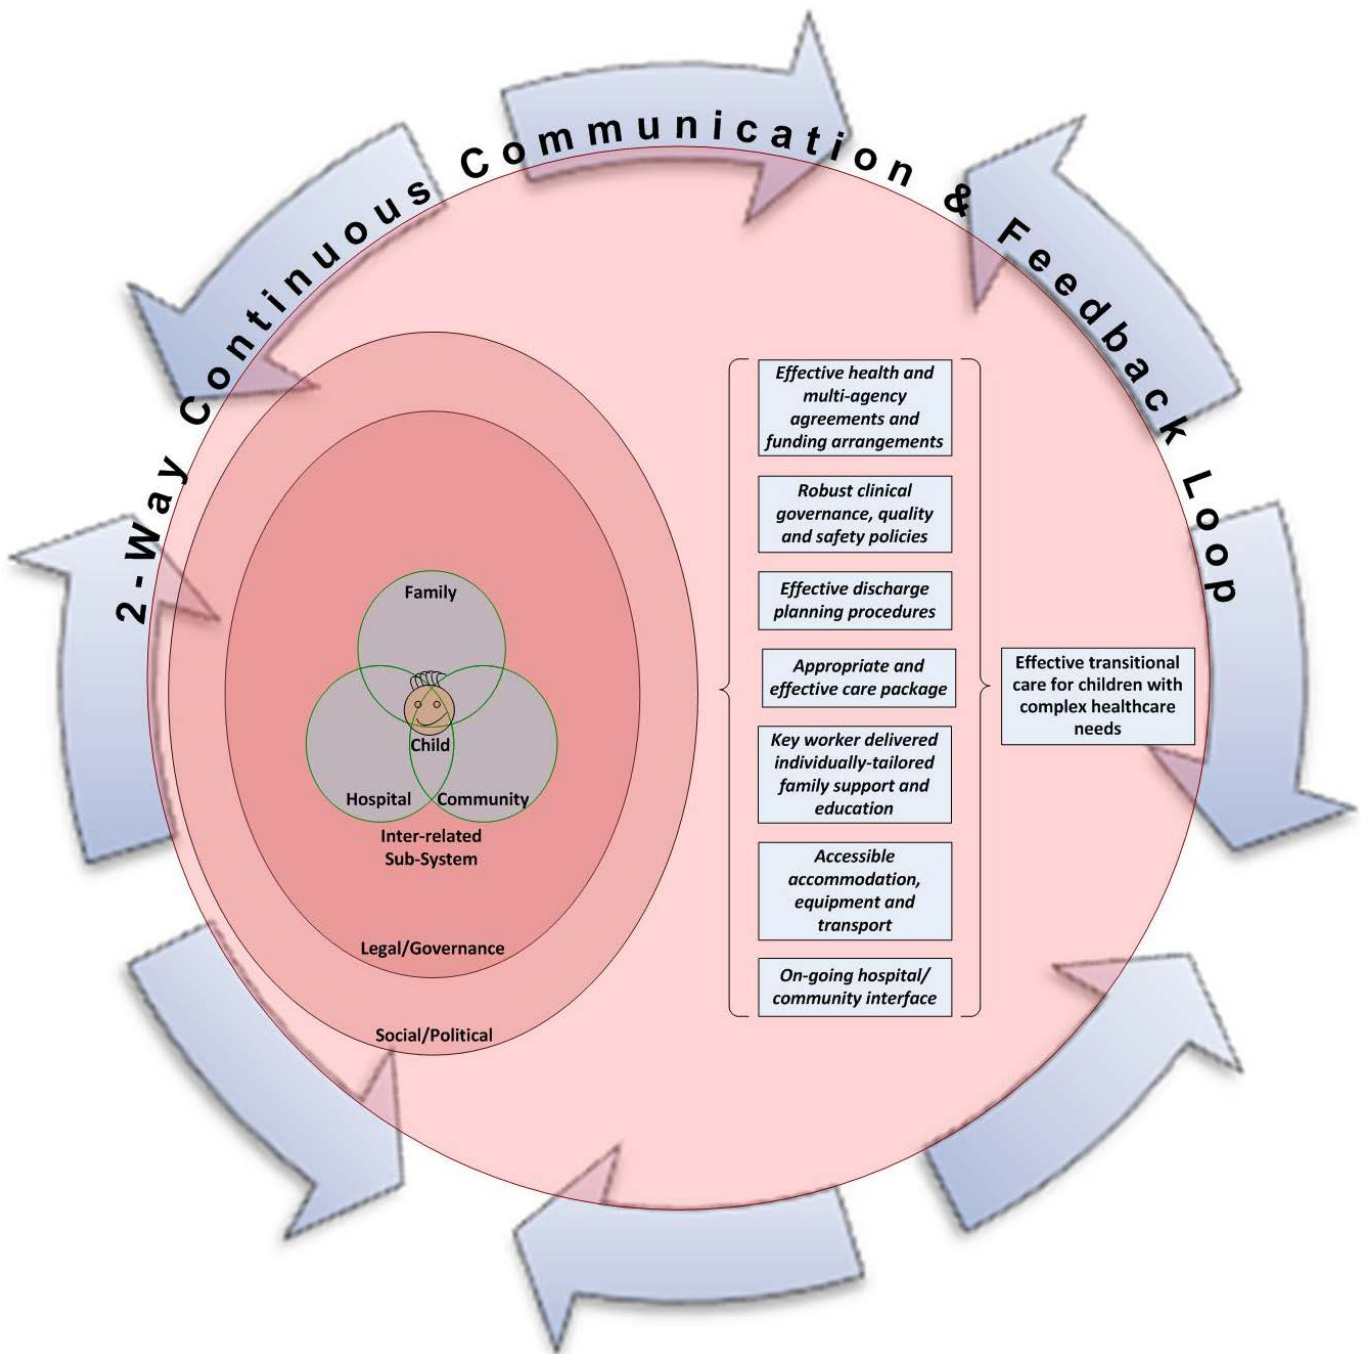 2-Way Continuous Communication & Feedback Loop
Family
Child
Hospital
Community
Inter-related
Sub-System
Legal/Governance
Social/Political
Effective health and
multi-agency
agreements and
funding arrangements
Robust clinical
governance, quality
and safety policies
Effective discharge
planning procedures
Appropriate and
effective care package
Key worker delivered
individually-tailored
family support and
education
Accessible
accommodation,
equipment and
transport
On-going hospital/
community interface
Effective transitional
care for children with
complex healthcare
needs